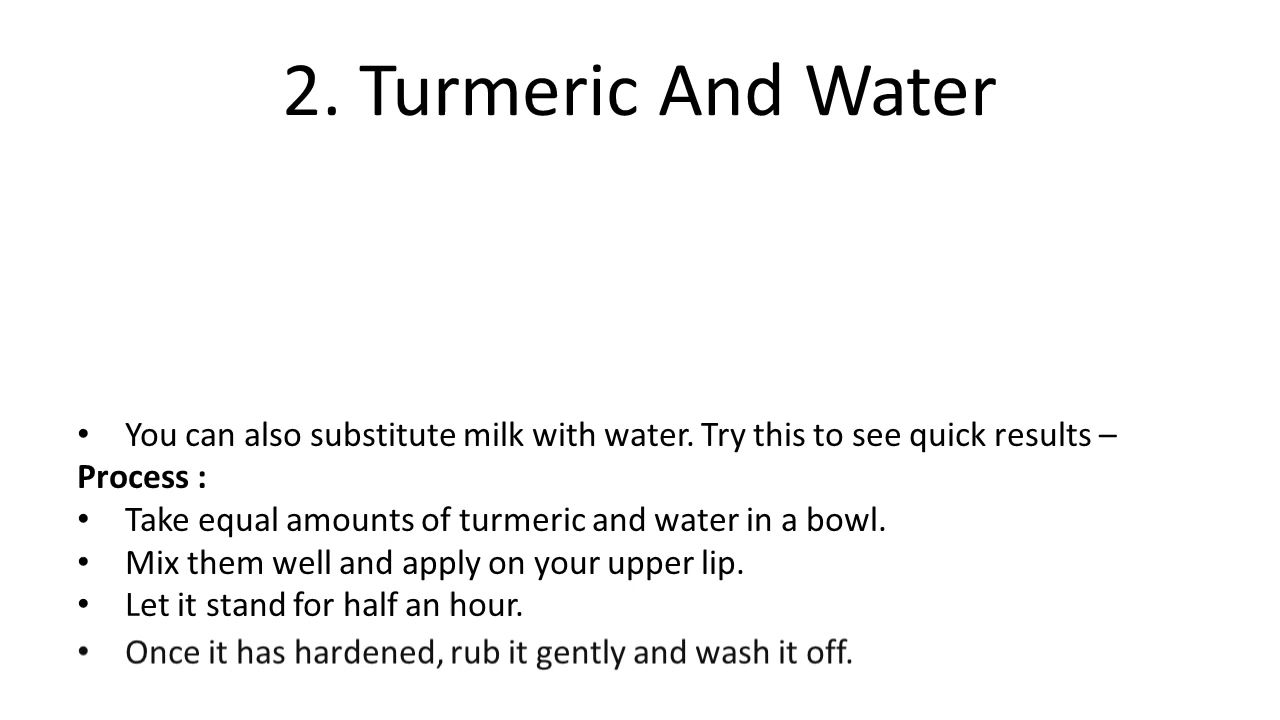 2. Turmeric And Water
• You can also substitute milk with water. Try this to see quick results –
Process :
• Take equal amounts of turmeric and water in a bowl.
• Mix them well and apply on your upper lip.
• Let it stand for half an hour.
• Once it has hardened, rub it gently and wash it off.